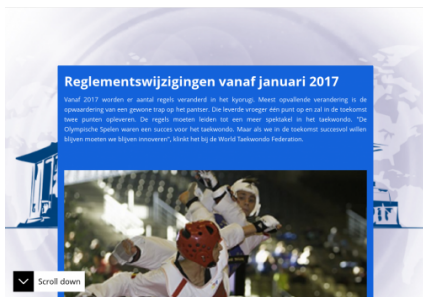 Reglementswijzigingen vanaf januari 2017
Vanaf 2017 worden er aantal regels veranderd in het kyorugi. Meest opvallende verandering is de
opwaardering van een gewone trap op het pantser. Die leverde vroeger één punt op en zal in de toekomst
twee punten opleveren. De regels moeten leiden tot een meer spektakel in het taekwondo. "De
Olympische Spelen waren een succes voor het taekwondo. Maar als we in de toekomst succesvol willen
blijven moeten we blijven innoveren", klinkt het bij de World Taekwondo Federation.
Scroll down